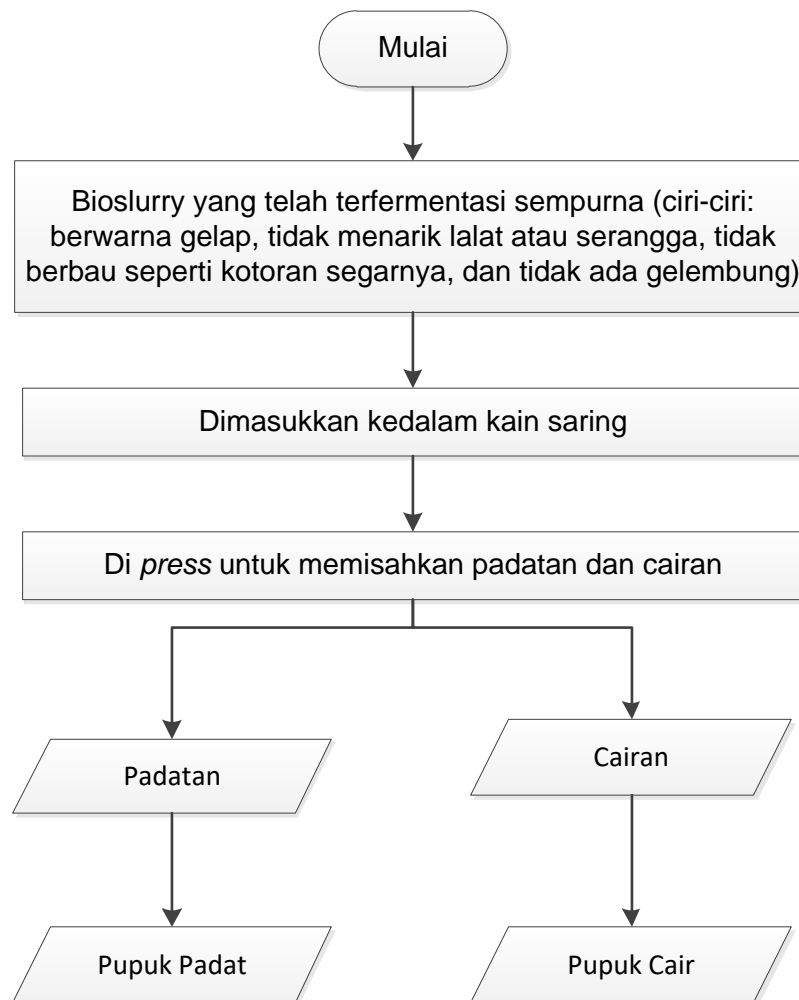 Mulai
Bioslurry yang telah terfermentasi sempurna (ciri-ciri:
berwarna gelap, tidak menarik lalat atau serangga, tidak
berbau seperti kotoran segarnya, dan tidak ada gelembung)
Dimasukkan kedalam kain saring
Di press untuk memisahkan padatan dan cairan
Padatan
Cairan
Pupuk Padat
Pupuk Cair